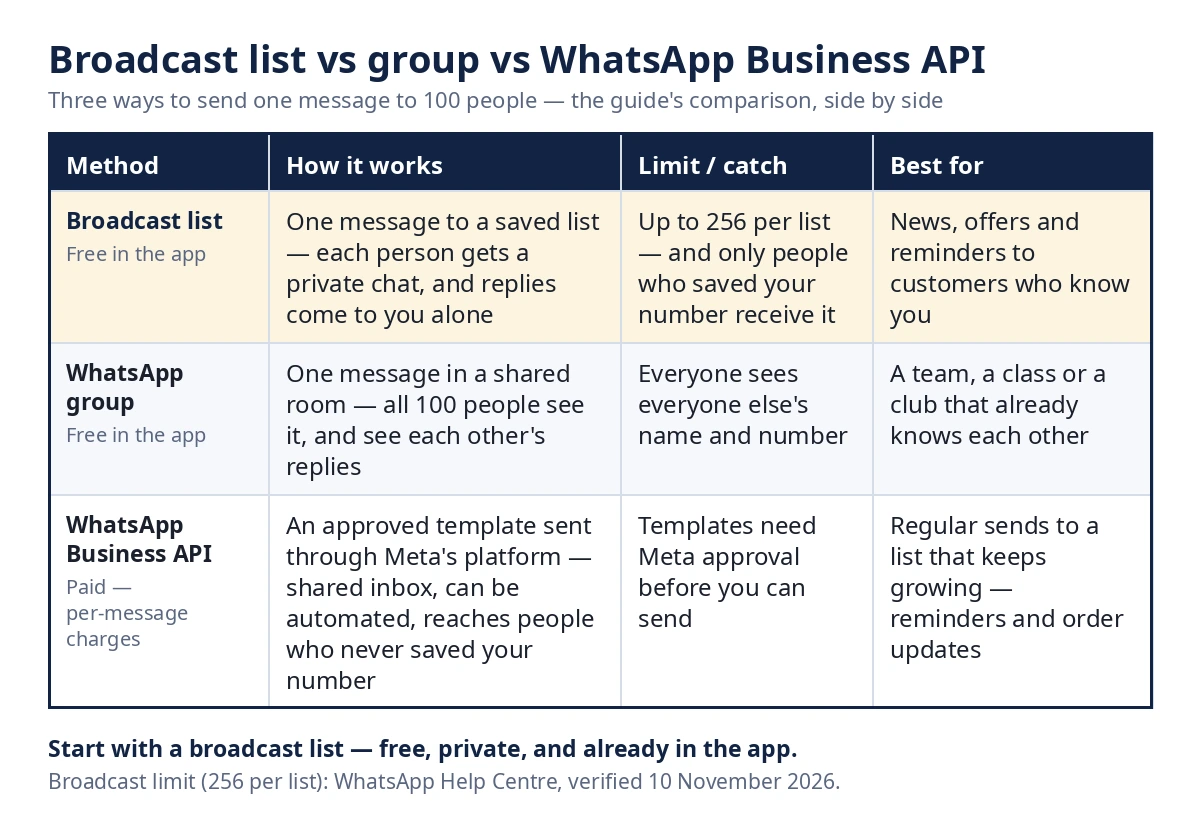 Broadcast list vs group vs WhatsApp Business API
Three ways to send one message to 100 people — the guide's comparison, side by side
Method
How it works
Limit / catch
Best for
Broadcast list
Free in the app
One message to a saved list
— each person gets a
private chat, and replies
come to you alone
Up to 256 per list
— and only people
who saved your
number receive it
News, offers and
reminders to
customers who know
you
WhatsApp
group
Free in the app
One message in a shared
room — all 100 people see
it, and see each other's
replies
Everyone sees
everyone else's
name and number
A team, a class or a
club that already
knows each other
WhatsApp
Business API
Paid —
per-message
charges
An approved template sent
through Meta's platform —
shared inbox, can be
automated, reaches people
who never saved your
number
Templates need
Meta approval
before you can
send
Regular sends to a
list that keeps
growing —
reminders and order
updates
Start with a broadcast list — free, private, and already in the app.
Broadcast limit (256 per list): WhatsApp Help Centre, verified 10 November 2026.